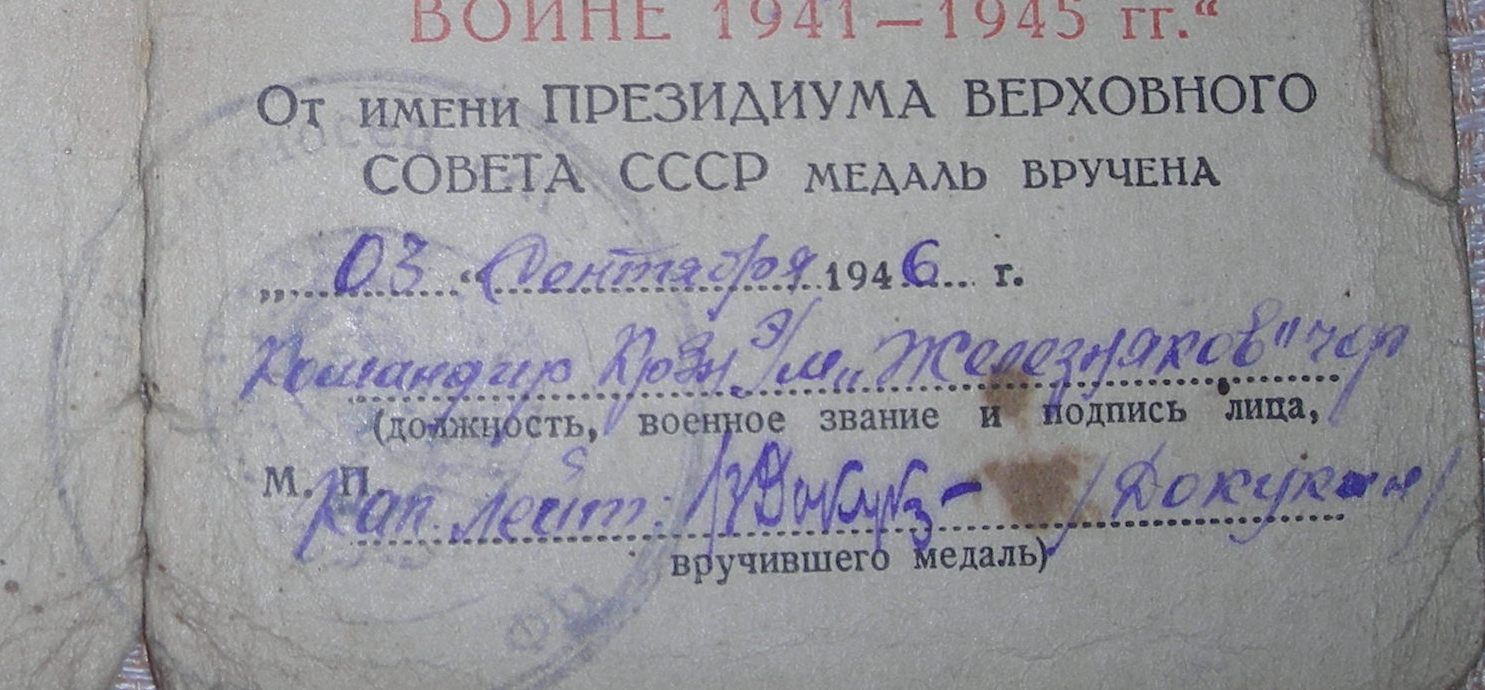 ВОЙНЕ 1941—1945 гг."
От имени ПРЕЗИДИУМА ВЕРХОВНОГО
СОВЕТА СССР МЕДАЛЬ ВРУЧЕНА
„ 03 " Сентября 1946 г.
Командир Кр. Э/М „Железняков" ЧФ
(должность, военное звание и подпись лица,
М. П. Кап. Лейт: /Докукин/
вручившего медаль)